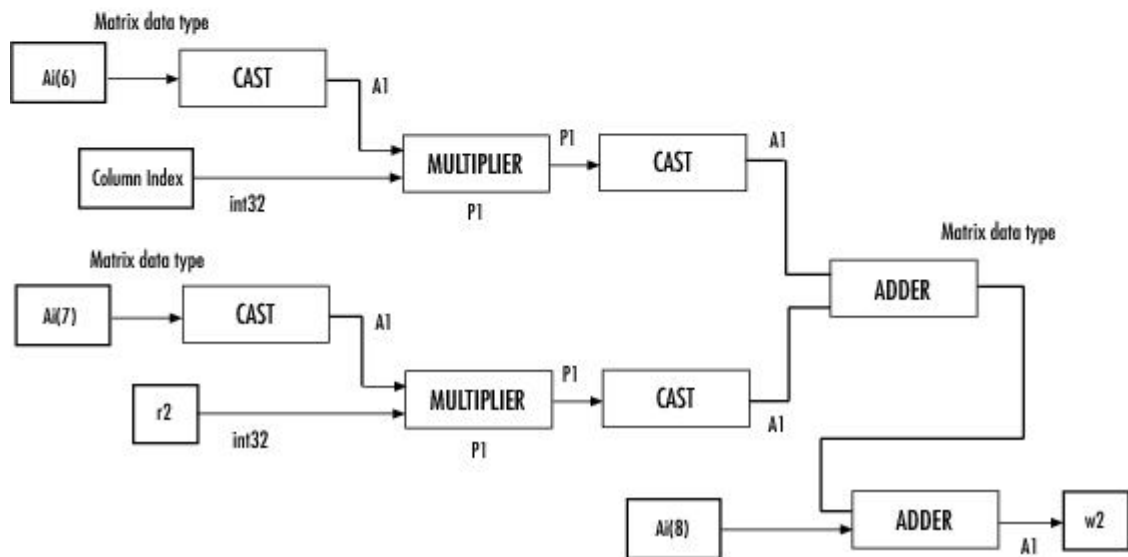 Matrix data type
Ai(6)
CAST
A1
Column Index
int32
MULTIPLIER
P1
P1
CAST
A1
Matrix data type
Ai(7)
CAST
A1
r2
int32
MULTIPLIER
P1
P1
CAST
A1
Matrix data type
ADDER
Ai(8)
ADDER
A1
w2